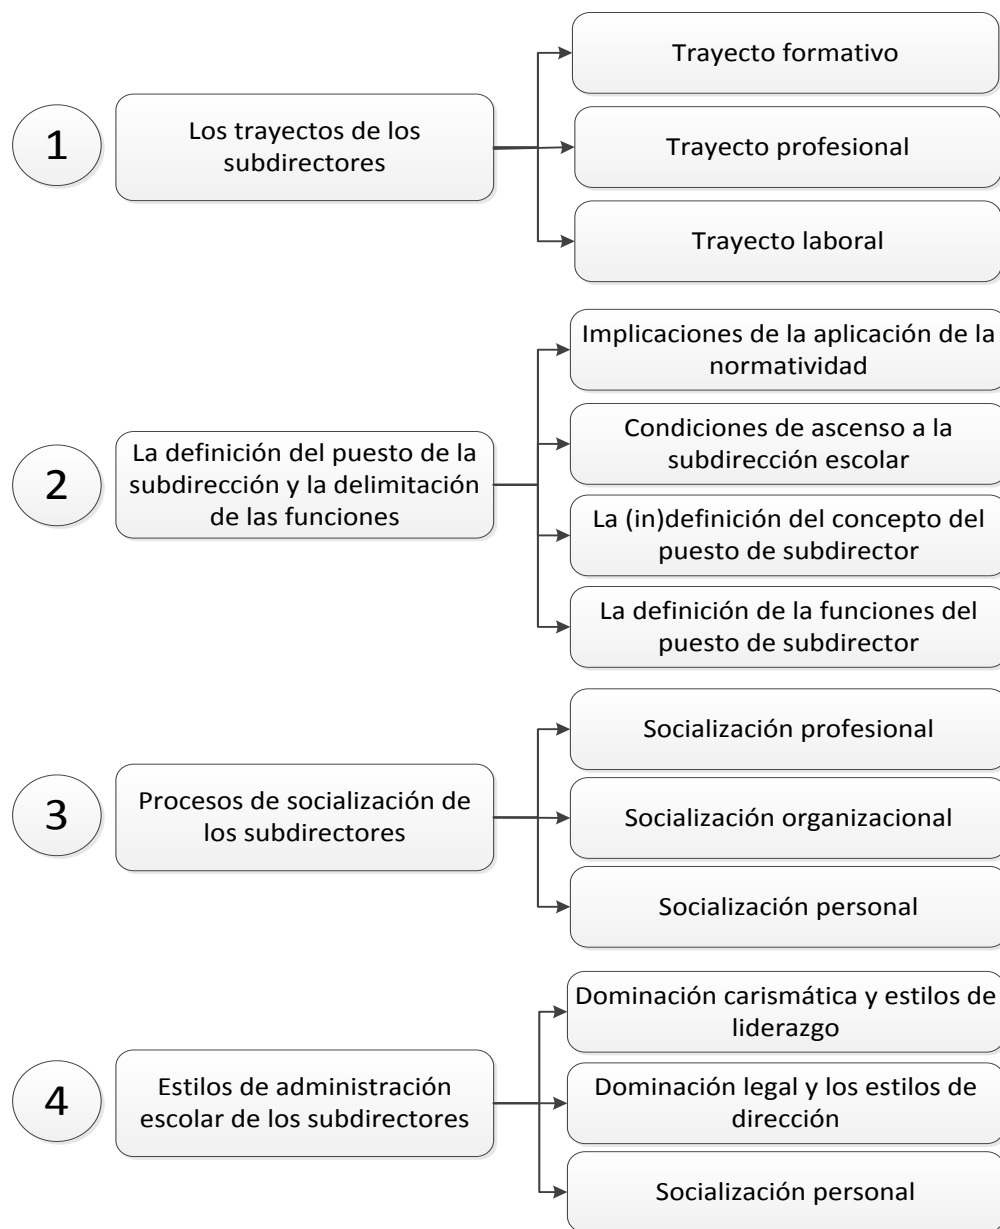 1
Los trayectos de los
subdirectores
Trayecto formativo
Trayecto profesional
Trayecto laboral
2
La definición del puesto de la
subdirección y la delimitación
de las funciones
Implicaciones de la aplicación de la
normatividad
Condiciones de ascenso a la
subdirección escolar
La (in)definición del concepto del
puesto de subdirector
La definición de la funciones del
puesto de subdirector
3
Procesos de socialización de
los subdirectores
Socialización profesional
Socialización organizacional
Socialización personal
4
Estilos de administración
escolar de los subdirectores
Dominación carismática y estilos de
liderazgo
Dominación legal y los estilos de
dirección
Socialización personal